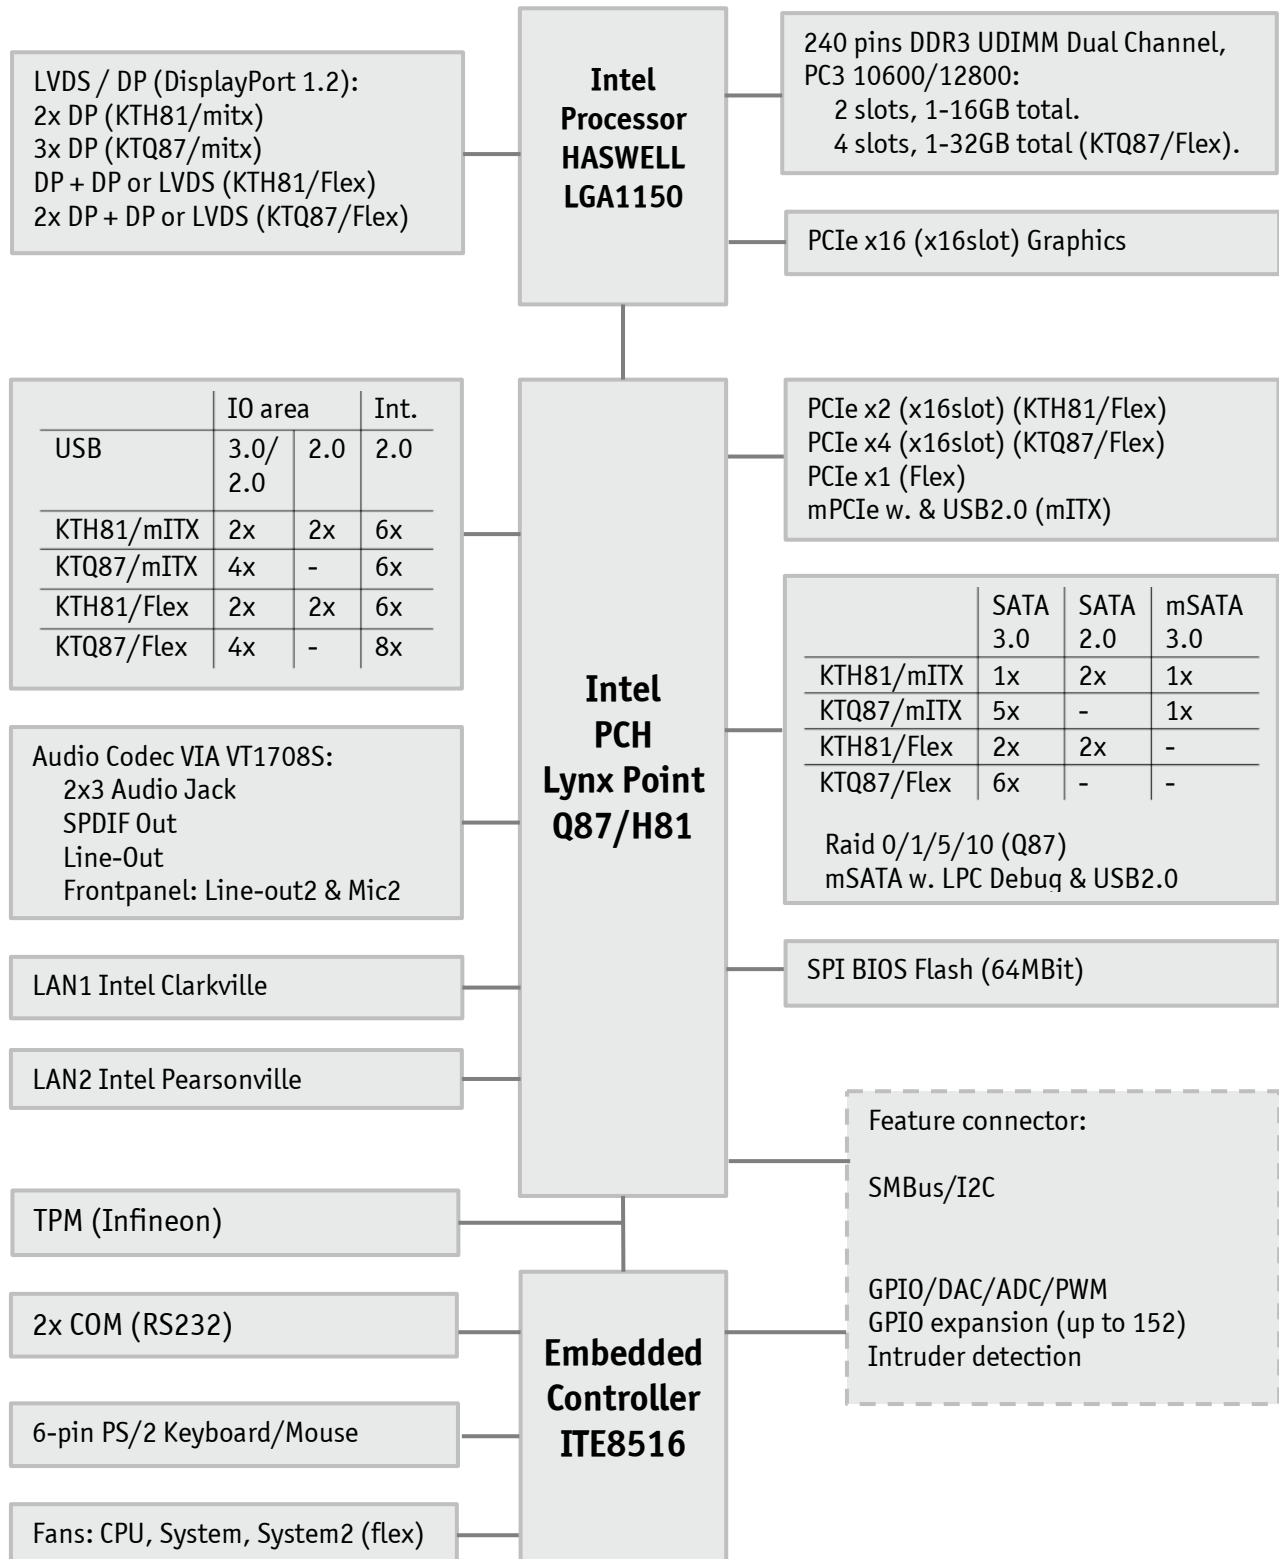 LVDS / DP (DisplayPort 1.2):
2x DP (KTH81/mitx)
3x DP (KTQ87/mitx)
DP + DP or LVDS (KTH81/Flex)
2x DP + DP or LVDS (KTQ87/Flex)
Intel
Processor
HASWELL
LGA1150
240 pins DDR3 UDIMM Dual Channel,
PC3 10600/12800:
2 slots, 1-16GB total.
4 slots, 1-32GB total (KTQ87/Flex).
PCIe x16 (x16slot) Graphics
IO area Int.
USB 3.0/ 2.0 2.0
2.0
KTH81/mITX 2x 2x 6x
KTQ87/mITX 4x - 6x
KTH81/Flex 2x 2x 6x
KTQ87/Flex 4x - 8x
Audio Codec VIA VT1708S:
2x3 Audio Jack
SPDIF Out
Line-Out
Frontpanel: Line-out2 & Mic2
LAN1 Intel Clarkville
LAN2 Intel Pearsonville
Intel
PCH
Lynx Point
Q87/H81
PCIe x2 (x16slot) (KTH81/Flex)
PCIe x4 (x16slot) (KTQ87/Flex)
PCIe x1 (Flex)
mPCIe w. & USB2.0 (mITX)
SATA SATA mSATA
3.0 2.0 3.0
KTH81/mITX 1x 2x 1x
KTQ87/mITX 5x - 1x
KTH81/Flex 2x 2x -
KTQ87/Flex 6x - -
Raid 0/1/5/10 (Q87)
mSATA w. LPC Debug & USB2.0
SPI BIOS Flash (64MBit)
Feature connector:
SMBus/I2C
GPIO/DAC/ADC/PWM
GPIO expansion (up to 152)
Intruder detection
TPM (Infineon)
2x COM (RS232)
6-pin PS/2 Keyboard/Mouse
Fans: CPU, System, System2 (flex)
Embedded
Controller
ITE8516